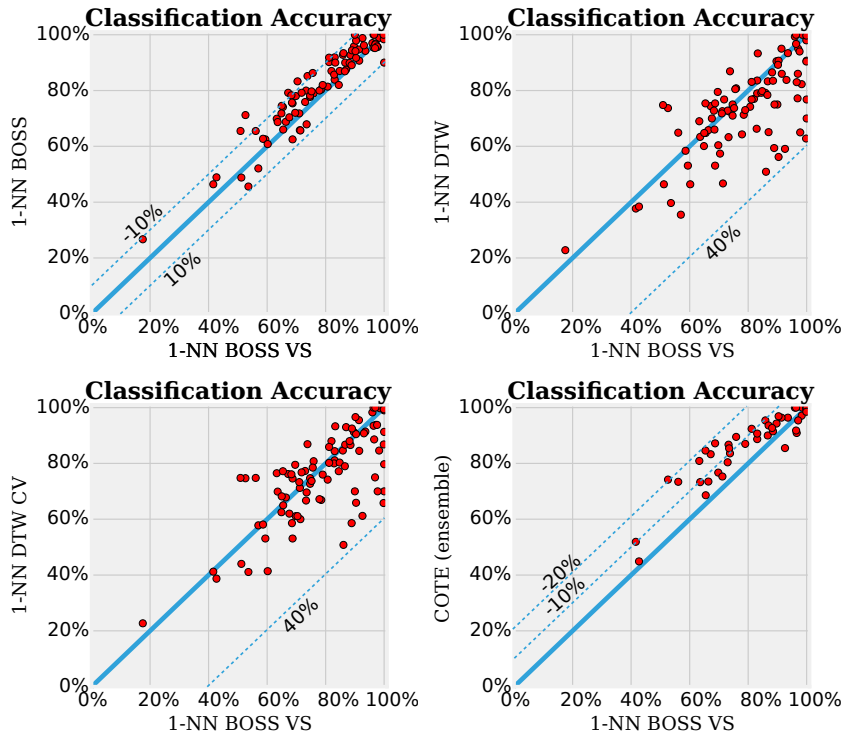 Classification Accuracy
100%
80%
60%
40%
20%
0%
1-NN BOSS
-10%
10%
0% 20% 40% 60% 80% 100%
1-NN BOSS VS
Classification Accuracy
100%
80%
60%
40%
20%
0%
1-NN DTW
40%
0% 20% 40% 60% 80% 100%
1-NN BOSS VS
Classification Accuracy
100%
80%
60%
40%
20%
0%
1-NN DTW CV
40%
0% 20% 40% 60% 80% 100%
1-NN BOSS VS
Classification Accuracy
100%
80%
60%
40%
20%
0%
COTE (ensemble)
-20%
-10%
0% 20% 40% 60% 80% 100%
1-NN BOSS VS